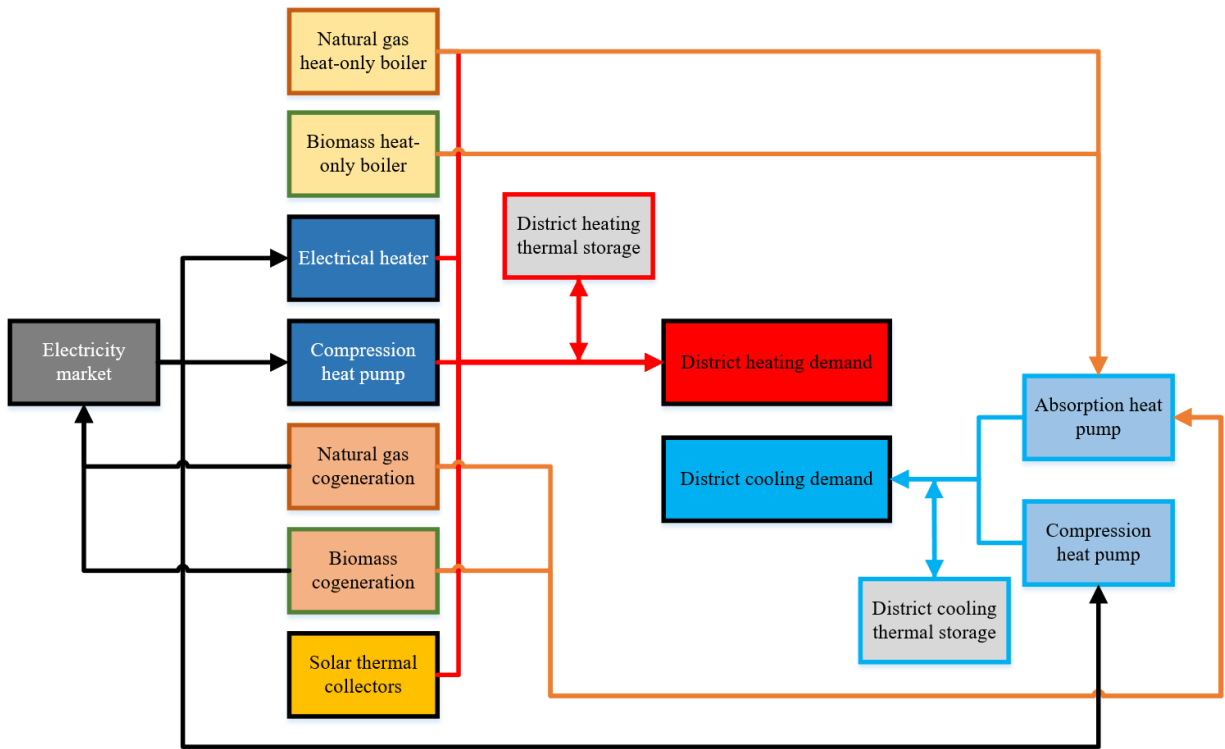 Natural gas
heat-only boiler
Biomass heat-
only boiler
District heating
thermal storage
Electrical heater
Electricity
market
Compression
heat pump
District heating demand
Absorption heat
pump
Natural gas
cogeneration
District cooling demand
Compression
heat pump
Biomass
cogeneration
District cooling
thermal storage
Solar thermal
collectors